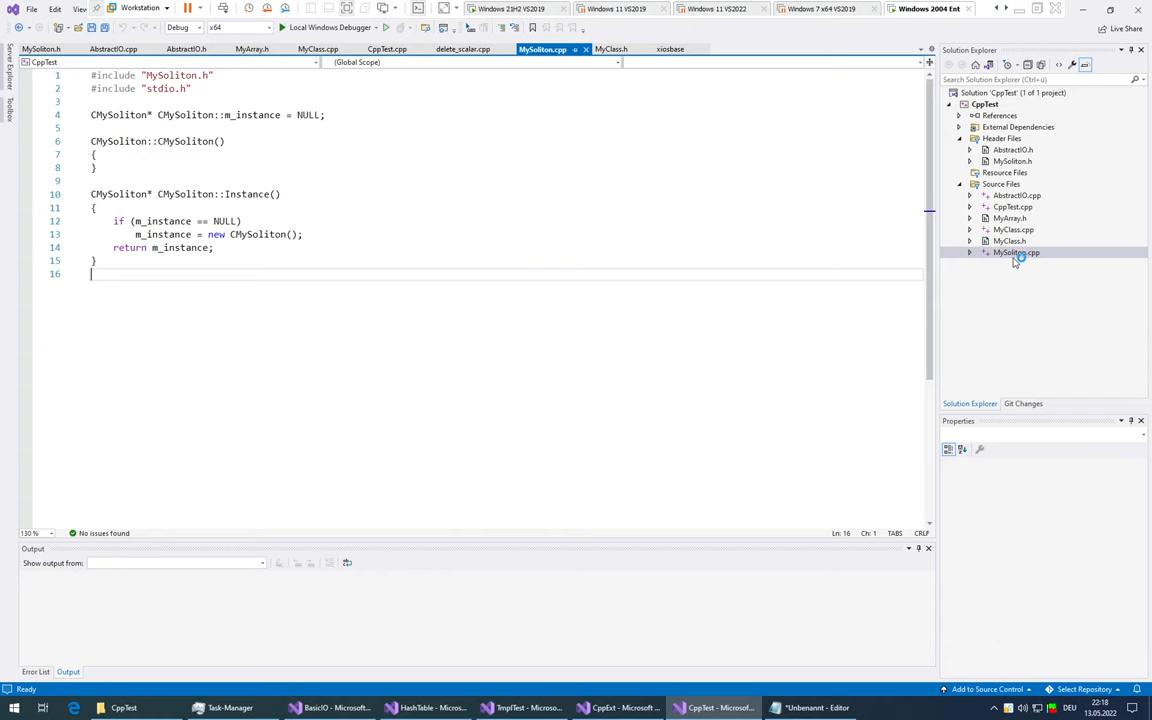 Workstation
Windows 21H2 VS2019
Windows 11 VS2019
Windows 11 VS2022
Windows 7 x64 VS2019
Windows 2004 Ent
File Edit View
Debug
x64
Local Windows Debugger
Live Share
Server Explorer
Toolbox
MySoliton.h
AbstractIO.cpp
AbstractIO.h
MyArray.h
MyClass.cpp
CppTest.cpp
delete_scalar.cpp
MySoliton.cpp
MyClass.h
xiosbase
CppTest
(Global Scope)
1 #include "MySoliton.h"
2 #include "stdio.h"
3
4 CMySoliton* CMySoliton::m_instance = NULL;
5
6 CMySoliton::CMySoliton()
7 {
8 }
9
10 CMySoliton* CMySoliton::Instance()
11 {
12 if (m_instance == NULL)
13 m_instance = new CMySoliton();
14 return m_instance;
15 }
16
130 %
No issues found
Ln: 16 Ch: 1 TABS CRLF
Output
Show output from:
Error List Output
Solution Explorer
Search Solution Explorer (Ctrl+ü)
Solution 'CppTest' (1 of 1 project)
CppTest
References
External Dependencies
Header Files
AbstractIO.h
MySoliton.h
Resource Files
Source Files
AbstractIO.cpp
CppTest.cpp
MyArray.h
MyClass.cpp
MyClass.h
MySoliton.cpp
Solution Explorer Git Changes
Properties
Ready
Add to Source Control
Select Repository
CppTest
Task-Manager
BasicIO - Microsoft...
HashTable - Microso...
TmplTest - Microso...
CppExt - Microsoft ...
CppTest - Microsof...
*Unbenannt - Editor
DEU
22:18
13.05.2022